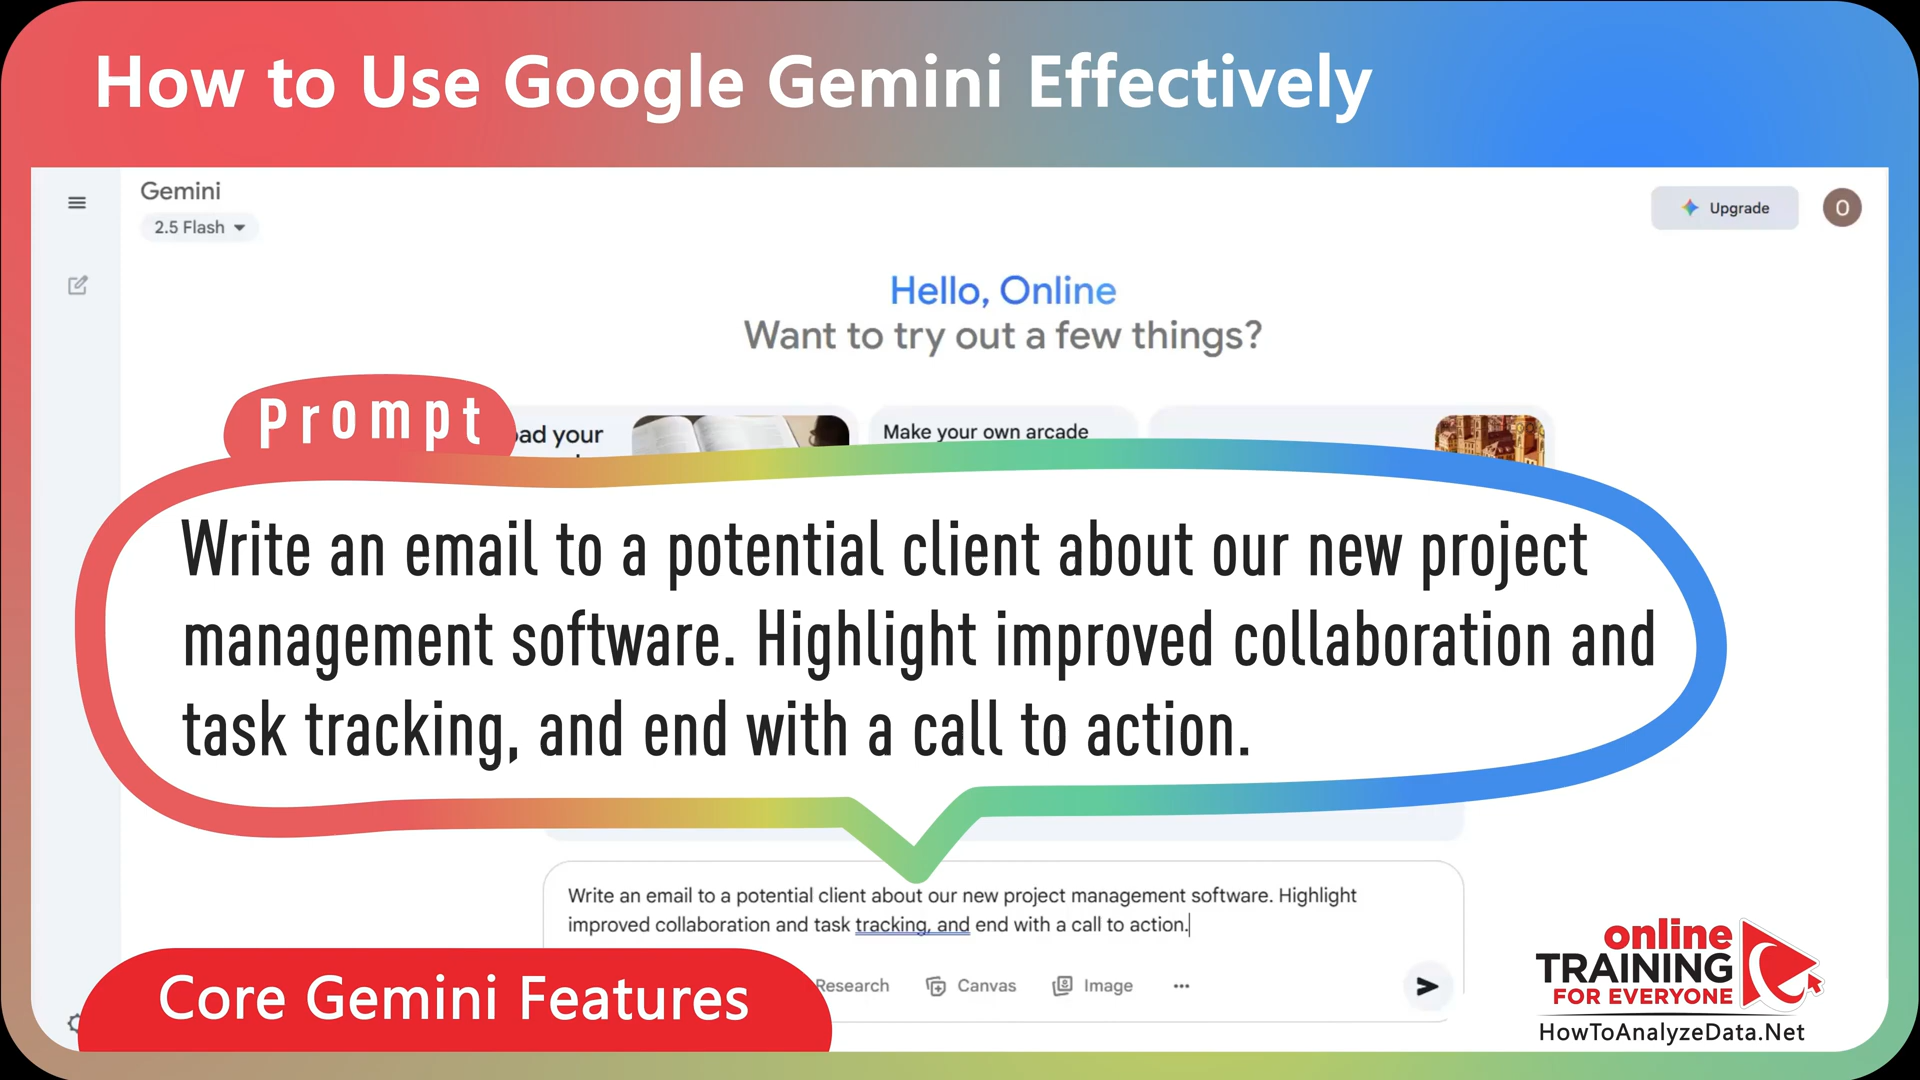 How to Use Google Gemini Effectively
Gemini
2.5 Flash
Upgrade
O
Hello, Online
Want to try out a few things?
Prompt
your
Make your own arcade
Write an email to a potential client about our new project
management software. Highlight improved collaboration and
task tracking, and end with a call to action.
Write an email to a potential client about our new project management software. Highlight
improved collaboration and task tracking, and end with a call to action.
Research
Canvas
Image
Core Gemini Features
online
TRAINING
FOR EVERYONE
HowToAnalyzeData.Net